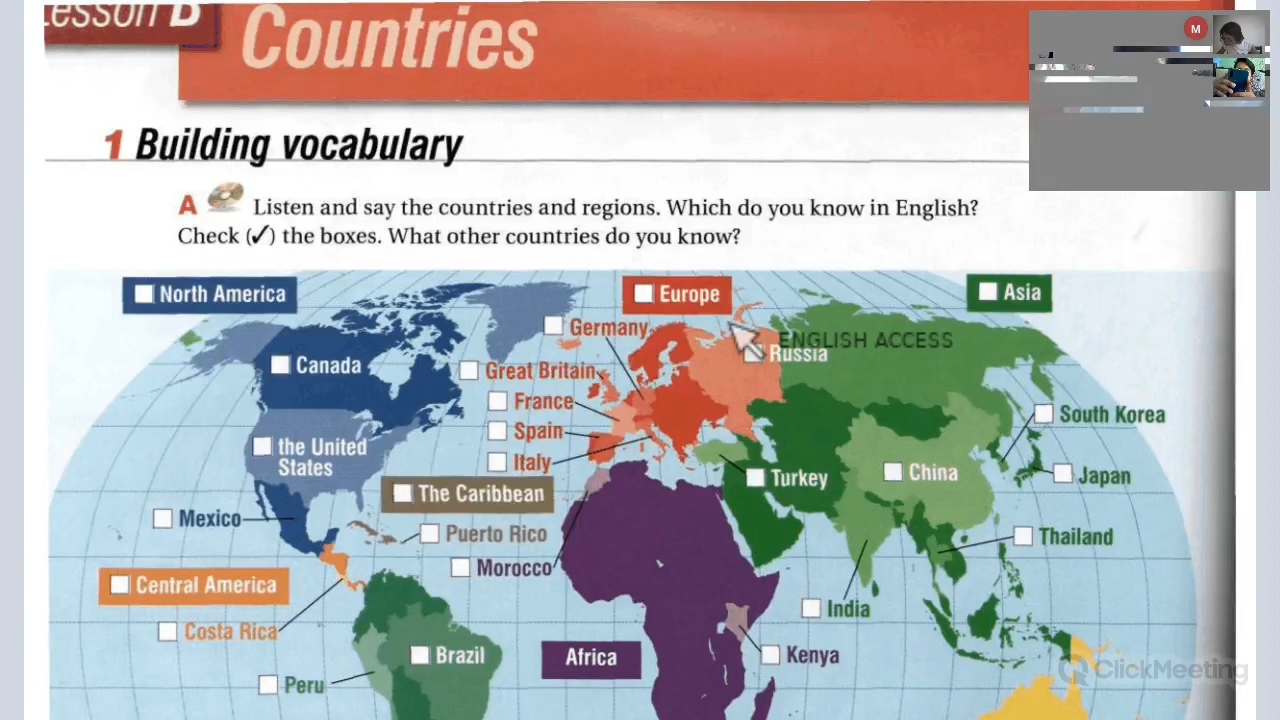 Lesson B
Countries
M
1 Building vocabulary
A Listen and say the countries and regions. Which do you know in English?
Check (✓) the boxes. What other countries do you know?
North America
Europe
Asia
Germany
ENGLISH ACCESS
Russia
Canada
Great Britain
France
South Korea
Spain
the United
States
Italy
Turkey
China
Japan
The Caribbean
Mexico
Puerto Rico
Thailand
Morocco
Central America
India
Costa Rica
Brazil
Africa
Kenya
Peru
ClickMeeting